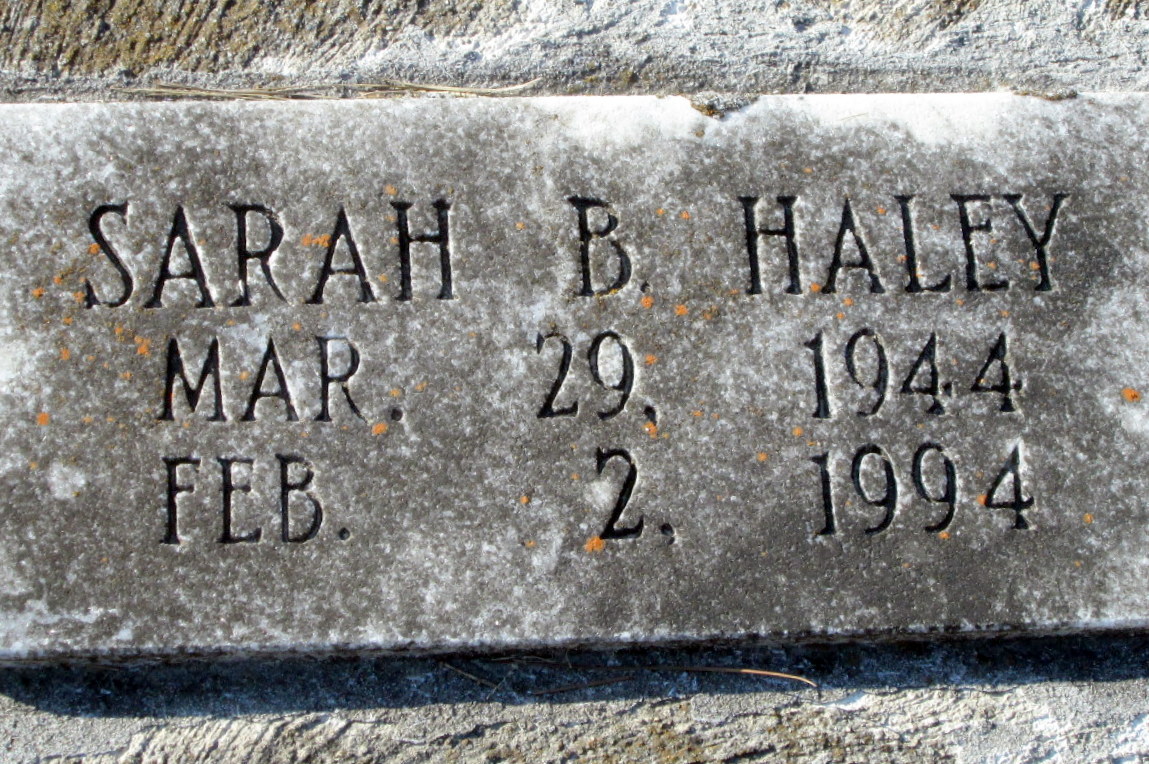 SARAH B. HALEY
MAR. 29, 1944
FEB. 2, 1994